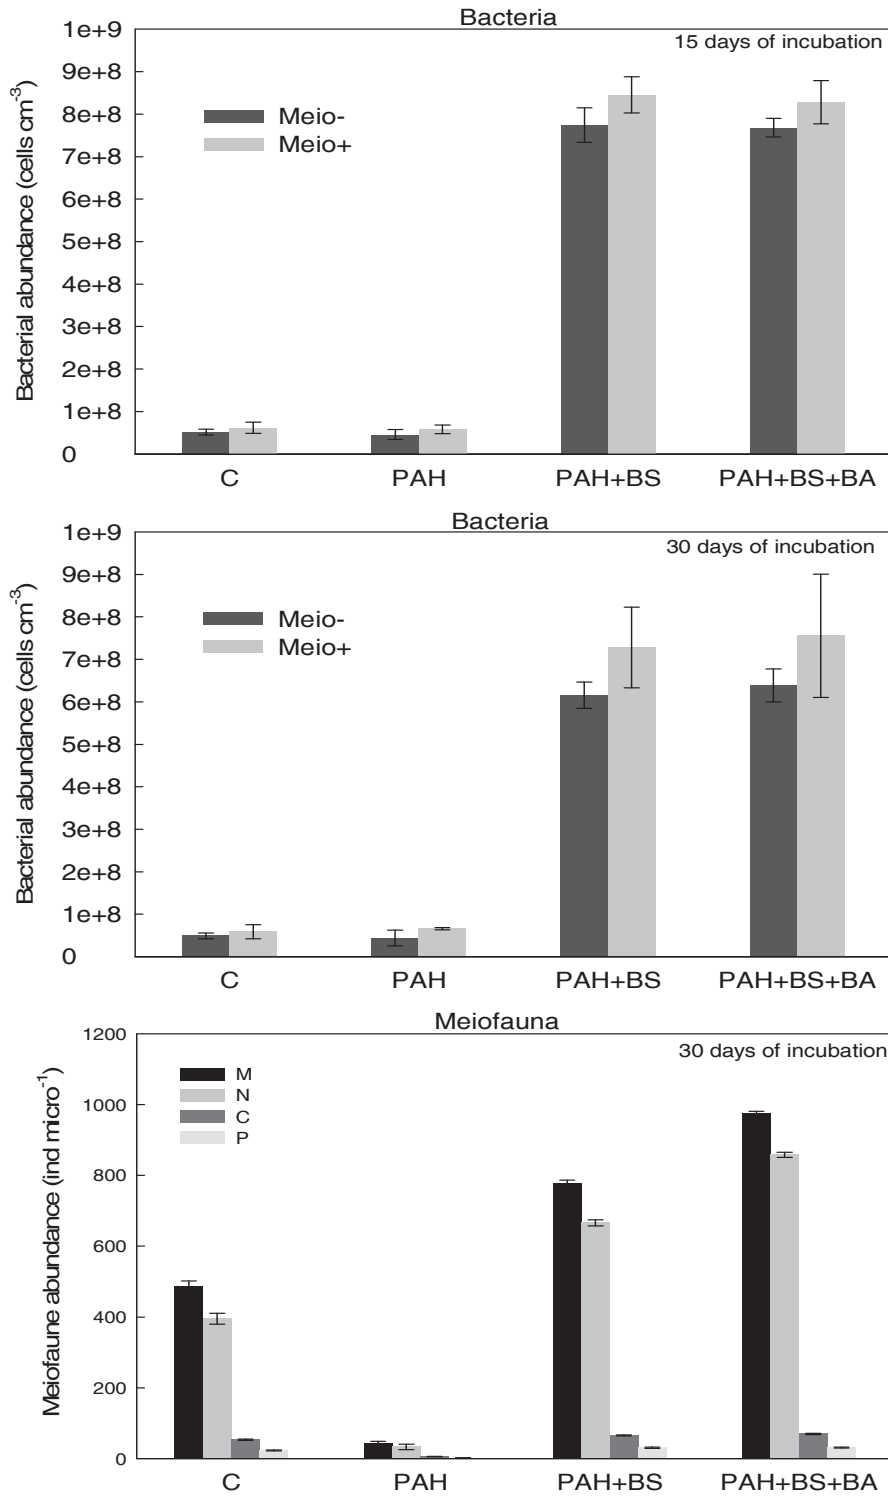 Bacteria
15 days of incubation
Bacterial abundance (cells cm-3)
1e+9
9e+8
8e+8
7e+8
6e+8
5e+8
4e+8
3e+8
2e+8
1e+8
0
Meio-
Meio+
C PAH PAH+BS PAH+BS+BA
Bacteria
30 days of incubation
Bacterial abundance (cells cm-3)
1e+9
9e+8
8e+8
7e+8
6e+8
5e+8
4e+8
3e+8
2e+8
1e+8
0
Meio-
Meio+
C PAH PAH+BS PAH+BS+BA
Meiofauna
30 days of incubation
Meiofaune abundance (ind micro-1)
1200
1000
800
600
400
200
0
M
N
C
P
C PAH PAH+BS PAH+BS+BA